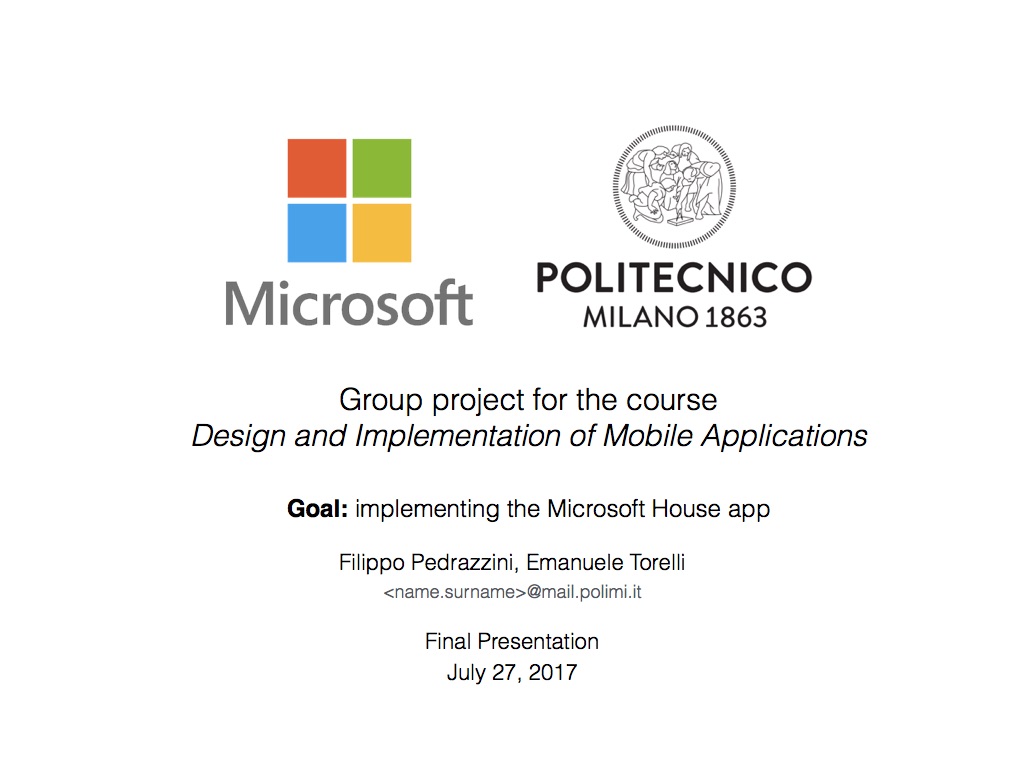 Microsoft
POLITECNICO
MILANO 1863
Group project for the course
Design and Implementation of Mobile Applications
Goal: implementing the Microsoft House app
Filippo Pedrazzini, Emanuele Torelli
<name.surname>@mail.polimi.it
Final Presentation
July 27, 2017